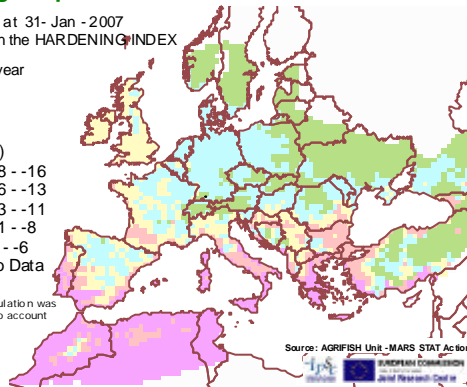 at 31- Jan - 2007
n the HARDENING INDEX
year
)
8 - -16
6 - -13
3 - -11
1 - -8
- -6
o Data
ulation was
o account
Source: AGRIFISH Unit -MARS STAT Action
EUROPEAN COMMISSION
Joint Research Centre